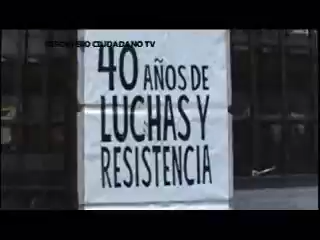 CIUDADANO TV
40 AÑOS DE
LUCHAS Y
RESISTENCIA